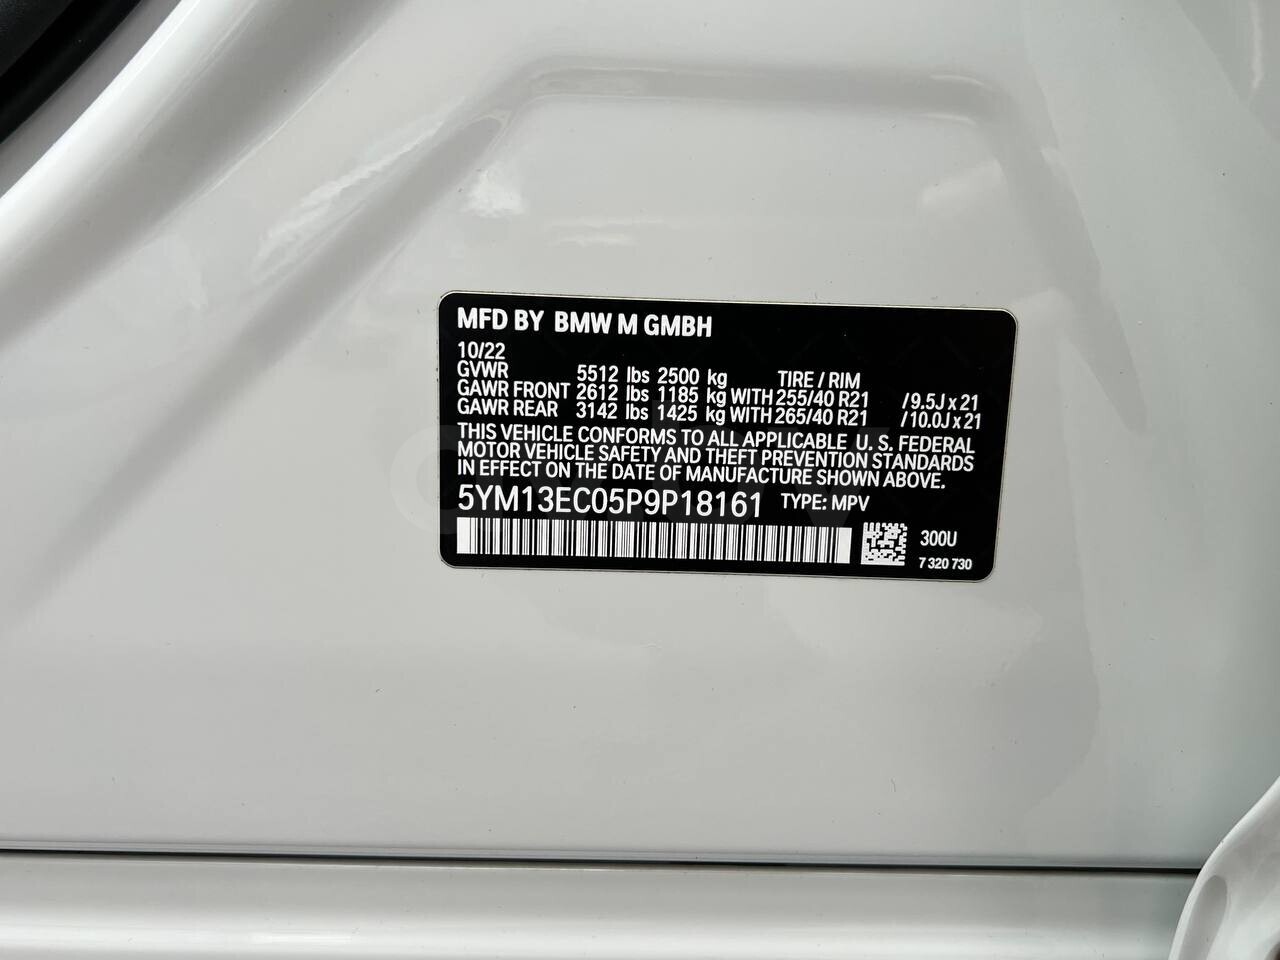 MFD BY BMW M GMBH
10/22
GVWR 5512 lbs 2500 kg TIRE / RIM
GAWR FRONT 2612 lbs 1185 kg WITH 255/40 R21 /9.5J x 21
GAWR REAR 3142 lbs 1425 kg WITH 265/40 R21 /10.0J x 21
THIS VEHICLE CONFORMS TO ALL APPLICABLE U. S. FEDERAL
MOTOR VEHICLE SAFETY AND THEFT PREVENTION STANDARDS
IN EFFECT ON THE DATE OF MANUFACTURE SHOWN ABOVE.
5YM13EC05P9P18161 TYPE: MPV
300U
7 320 730